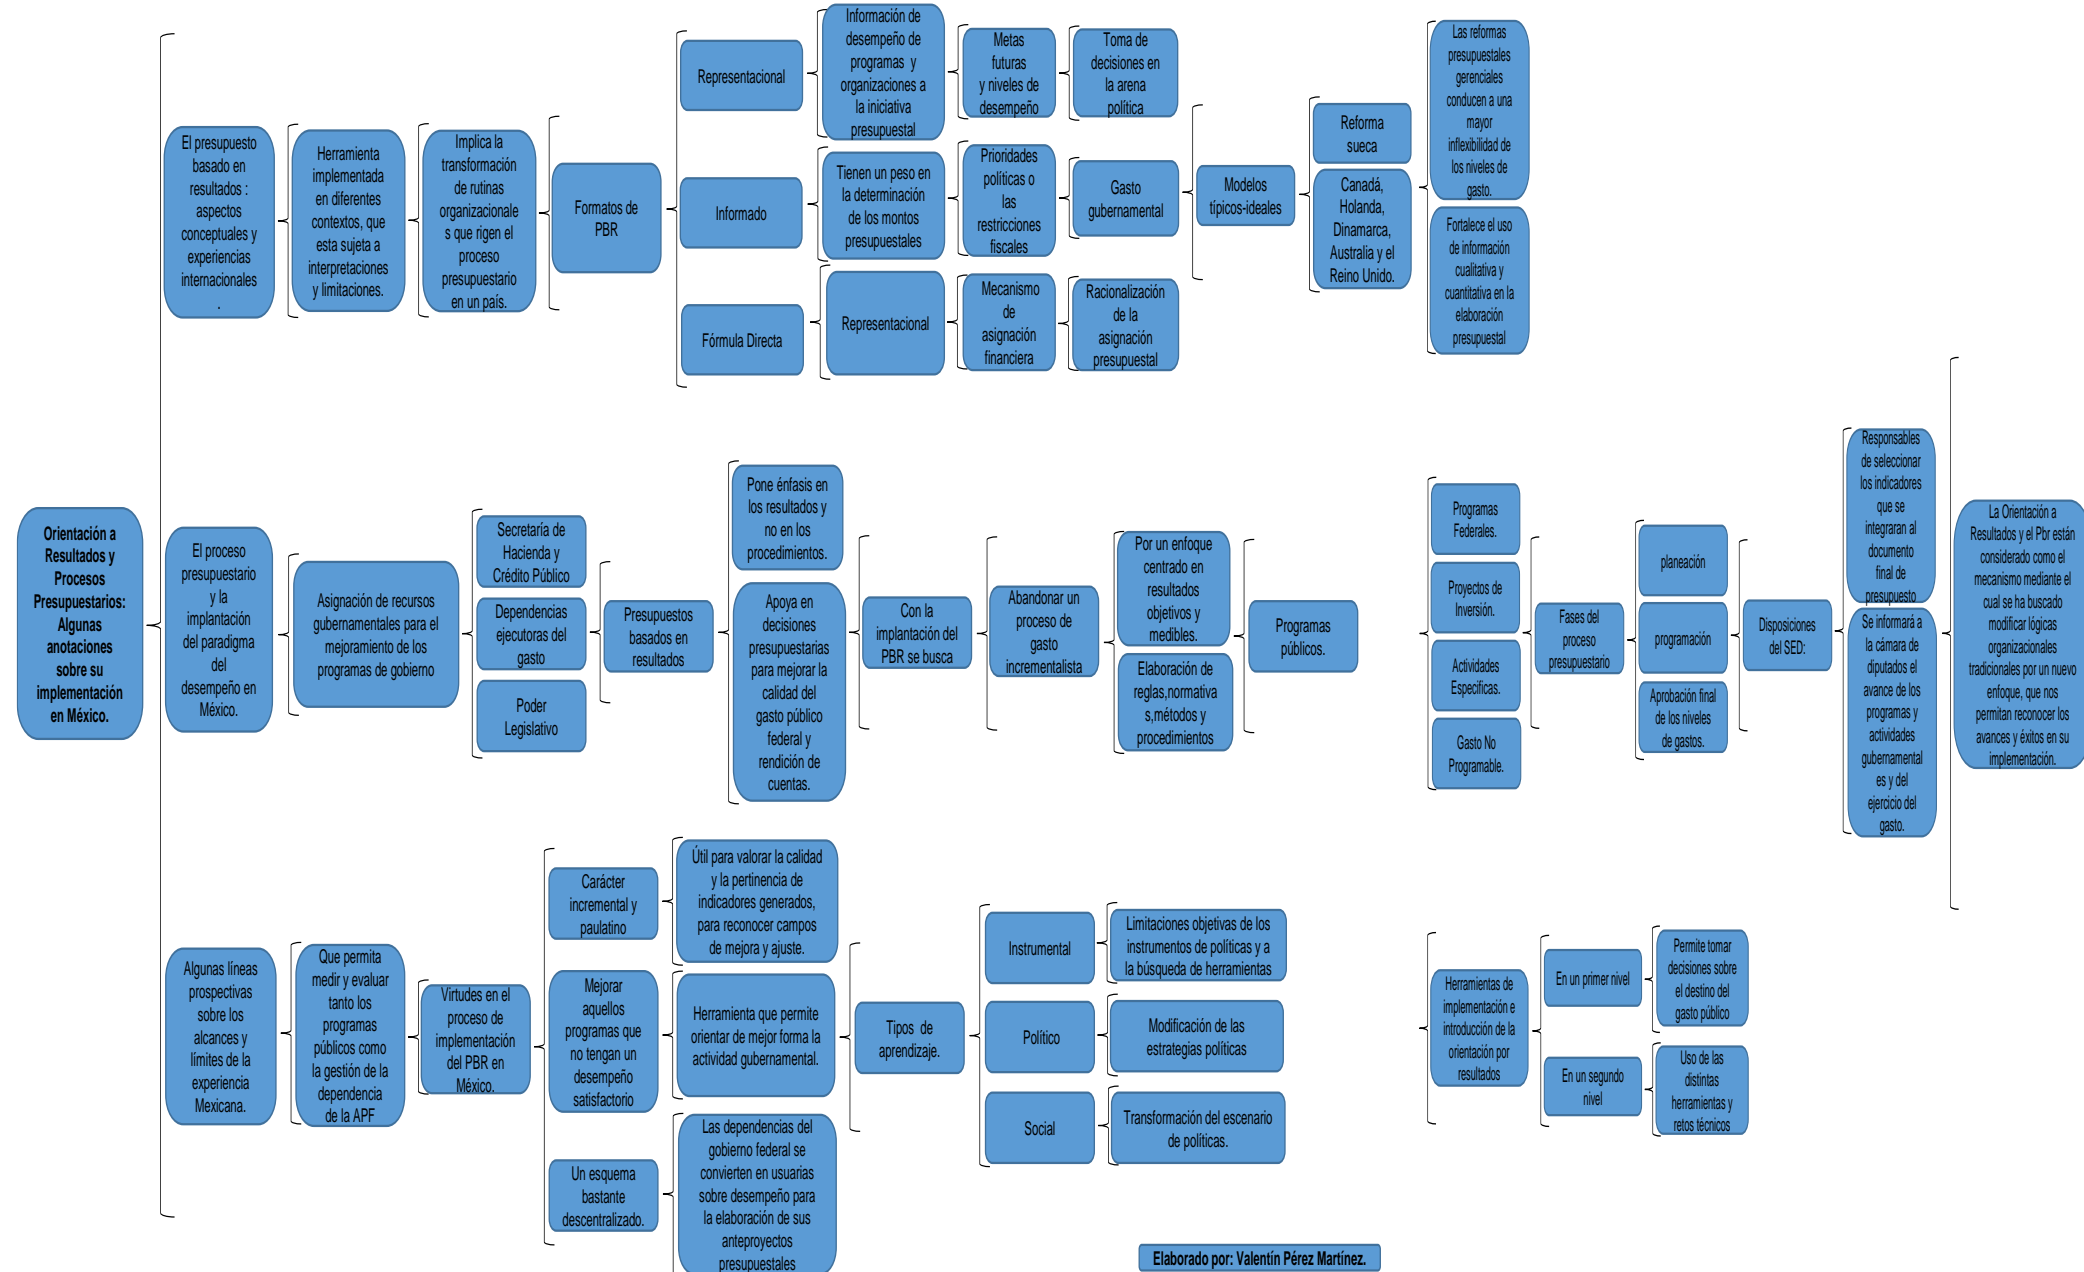 Orientación a
Resultados y
Procesos
Presupuestarios:
Algunas
anotaciones
sobre su
implementación
en México.
El presupuesto
basado en
resultados :
aspectos
conceptuales y
experiencias
internacionales
.
Herramienta
implementada
en diferentes
contextos, que
esta sujeta a
interpretaciones
y limitaciones.
Implica la
transformación
de rutinas
organizacionale
s que rigen el
proceso
presupuestario
en un país.
Formatos de
PBR
Representacional
Información de
desempeño de
programas y
organizaciones a
la iniciativa
presupuestal
Metas
futuras
y niveles de
desempeño
Toma de
decisiones en
la arena
política
Informado
Tienen un peso en
la determinación
de los montos
presupuestales
Prioridades
políticas o
las
restricciones
fiscales
Gasto
gubernamental
Fórmula Directa
Representacional
Mecanismo
de
asignación
financiera
Racionalización
de la
asignación
presupuestal
Modelos
típicos-ideales
Reforma
sueca
Canadá,
Holanda,
Dinamarca,
Australia y el
Reino Unido.
Las reformas
presupuestales
gerenciales
conducen a una
mayor
inflexibilidad de
los niveles de
gasto.
Fortalece el uso
de información
cualitativa y
cuantitativa en la
elaboración
presupuestal
El proceso
presupuestario
y la
implantación
del paradigma
del
desempeño en
México.
Asignación de recursos
gubernamentales para el
mejoramiento de los
programas de gobierno
Secretaría de
Hacienda y
Crédito Público
Dependencias
ejecutoras del
gasto
Poder
Legislativo
Presupuestos
basados en
resultados
Pone énfasis en
los resultados y
no en los
procedimientos.
Apoya en
decisiones
presupuestarias
para mejorar la
calidad del
gasto público
federal y
rendición de
cuentas.
Con la
implantación del
PBR se busca
Abandonar un
proceso de
gasto
incrementalista
Por un enfoque
centrado en
resultados
objetivos y
medibles.
Elaboración de
reglas,normativa
s,métodos y
procedimientos
Programas
públicos.
Programas
Federales.
Proyectos de
Inversión.
Actividades
Especificas.
Gasto No
Programable.
Fases del
proceso
presupuestario
planeación
programación
Aprobación final
de los niveles
de gastos.
Disposiciones
del SED:
Responsables
de seleccionar
los indicadores
que se
integraran al
documento
final de
presupuesto
Se informará a
la cámara de
diputados el
avance de los
programas y
actividades
gubernamental
es y del
ejercicio del
gasto.
La Orientación a
Resultados y el Pbr están
considerado como el
mecanismo mediante el
cual se ha buscado
modificar lógicas
organizacionales
tradicionales por un nuevo
enfoque, que nos
permitan reconocer los
avances y éxitos en su
implementación.
Algunas líneas
prospectivas
sobre los
alcances y
límites de la
experiencia
Mexicana.
Que permita
medir y evaluar
tanto los
programas
públicos como
la gestión de la
dependencia
de la APF
Virtudes en el
proceso de
implementación
del PBR en
México.
Carácter
incremental y
paulatino
Útil para valorar la calidad
y la pertinencia de
indicadores generados,
para reconocer campos
de mejora y ajuste.
Mejorar
aquellos
programas que
no tengan un
desempeño
satisfactorio
Herramienta que permite
orientar de mejor forma la
actividad gubernamental.
Un esquema
bastante
descentralizado.
Las dependencias del
gobierno federal se
convierten en usuarias
sobre desempeño para
la elaboración de sus
anteproyectos
presupuestales
Tipos de
aprendizaje.
Instrumental
Limitaciones objetivas de los
instrumentos de políticas y a
la búsqueda de herramientas
Político
Modificación de las
estrategias políticas
Social
Transformación del escenario
de políticas.
Herramientas de
implementación e
introducción de la
orientación por
resultados
En un primer nivel
Permite tomar
decisiones sobre
el destino del
gasto público
En un segundo
nivel
Uso de las
distintas
herramientas y
retos técnicos
Elaborado por: Valentín Pérez Martínez.